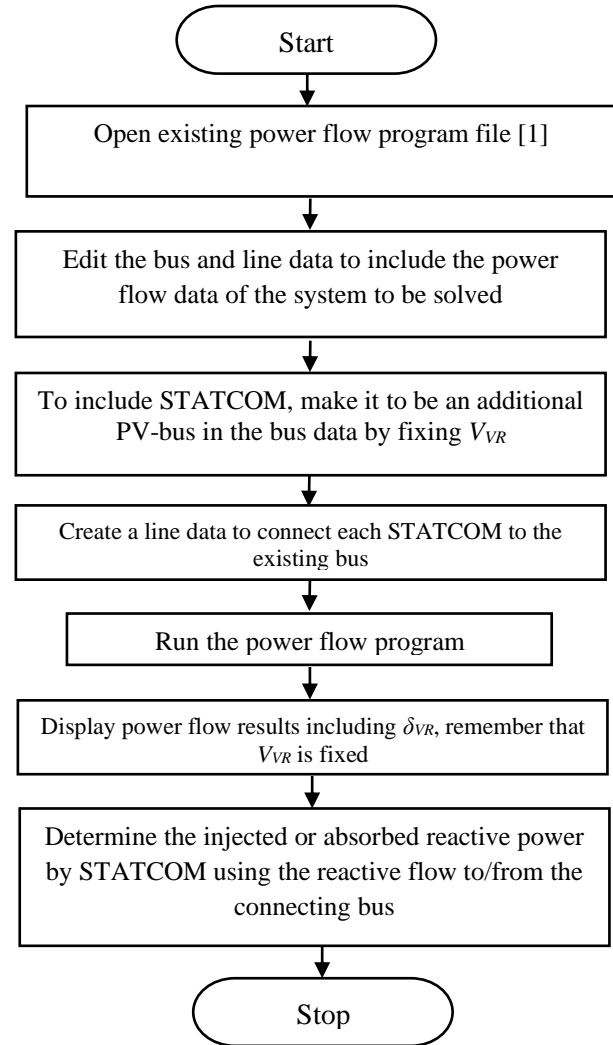 Start
Open existing power flow program file [1]
Edit the bus and line data to include the power
flow data of the system to be solved
To include STATCOM, make it to be an additional
PV-bus in the bus data by fixing VVR
Create a line data to connect each STATCOM to the
existing bus
Run the power flow program
Display power flow results including δVR, remember that
VVR is fixed
Determine the injected or absorbed reactive power
by STATCOM using the reactive flow to/from the
connecting bus
Stop